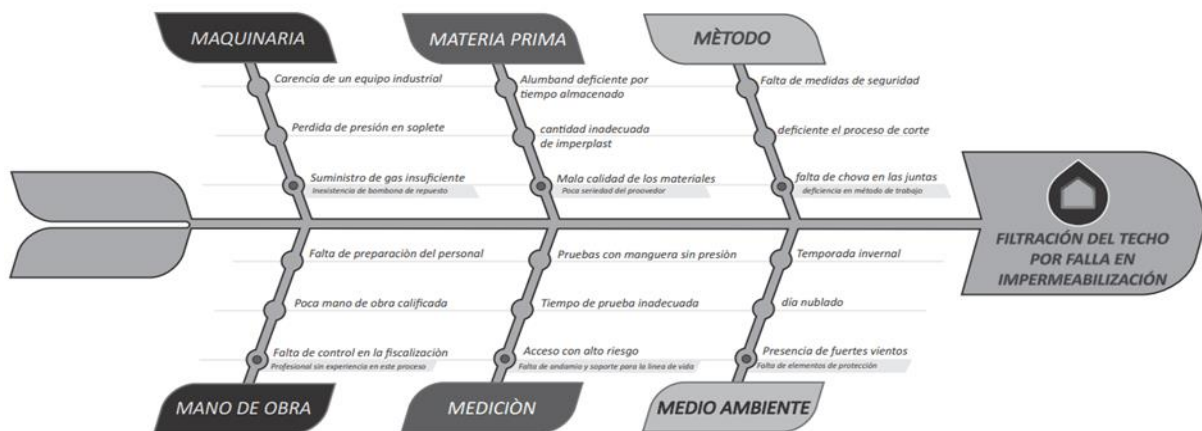 MAQUINARIA
Carencia de un equipo industrial
Perdida de presión en soplete
Suministro de gas insuficiente
Inexistencia de bombona de repuesto
MATERIA PRIMA
Alumband deficiente por
tiempo almacenado
cantidad inadecuada
de imperplast
Mala calidad de los materiales
Poca seriedad del proovedor
MÈTODO
Falta de medidas de seguridad
deficiente el proceso de corte
falta de chova en las juntas
deficiencia en método de trabajo
FILTRACIÓN DEL TECHO
POR FALLA EN
IMPERMEABILIZACIÓN
Falta de preparaciòn del personal
Poca mano de obra calificada
Falta de control en la fiscalizaciòn
Profesional sin experiencia en este proceso
MANO DE OBRA
Pruebas con manguera sin presiòn
Tiempo de prueba inadecuada
Acceso con alto riesgo
Falta de andamio y soporte para la linea de vida
MEDICIÒN
Temporada invernal
día nublado
Presencia de fuertes vientos
Falta de elementos de protección
MEDIO AMBIENTE